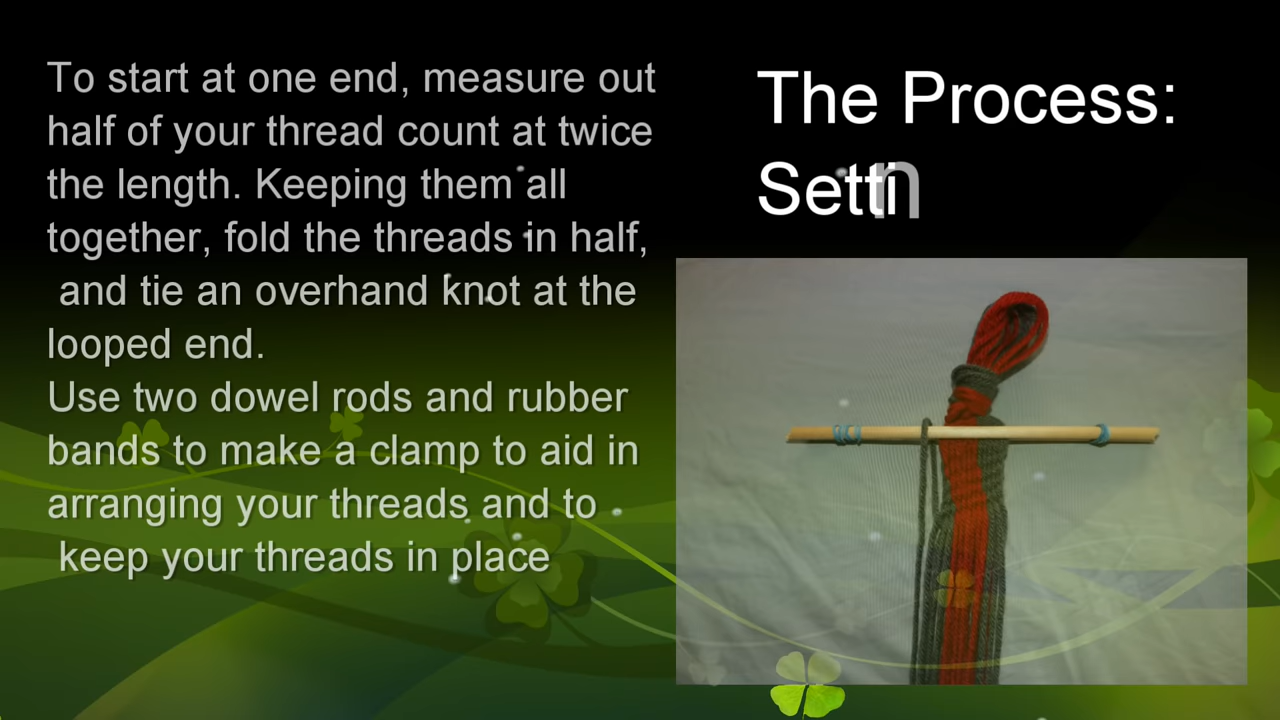 To start at one end, measure out
half of your thread count at twice
the length. Keeping them all
together, fold the threads in half,
and tie an overhand knot at the
looped end.
Use two dowel rods and rubber
bands to make a clamp to aid in
arranging your threads and to
keep your threads in place
The Process:
Settin